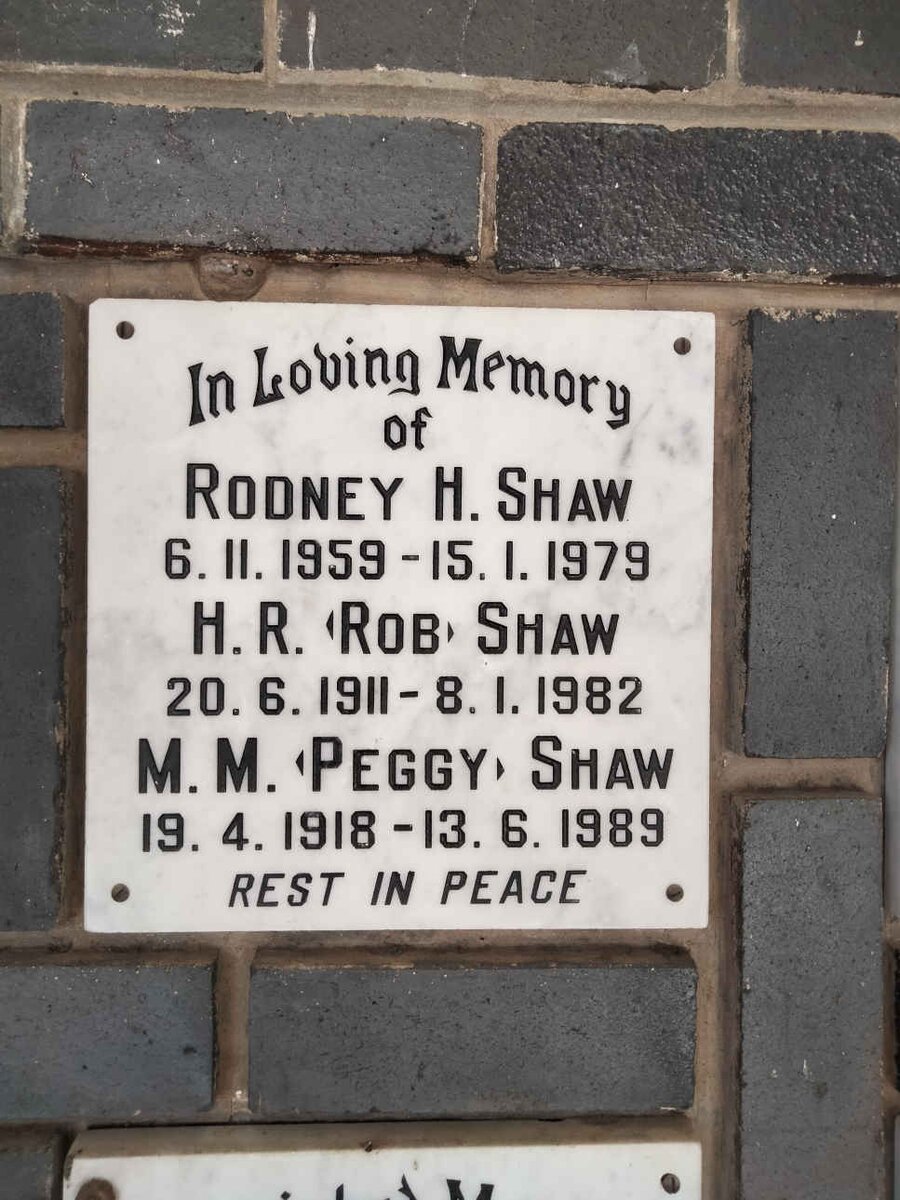 In Loving Memory
of
RODNEY H. SHAW
6. 11. 1959 - 15. 1. 1979
H. R. ‹ROB› SHAW
20. 6. 1911 - 8. 1. 1982
M. M. ‹PEGGY› SHAW
19. 4. 1918 - 13. 6. 1989
REST IN PEACE